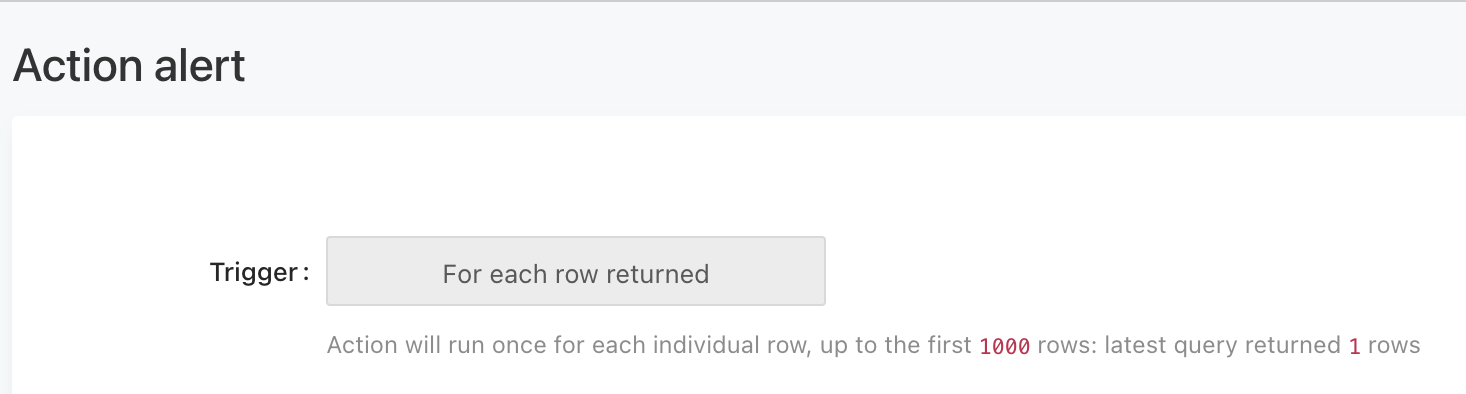 Action alert
Trigger: For each row returned
Action will run once for each individual row, up to the first 1000 rows: latest query returned 1 rows